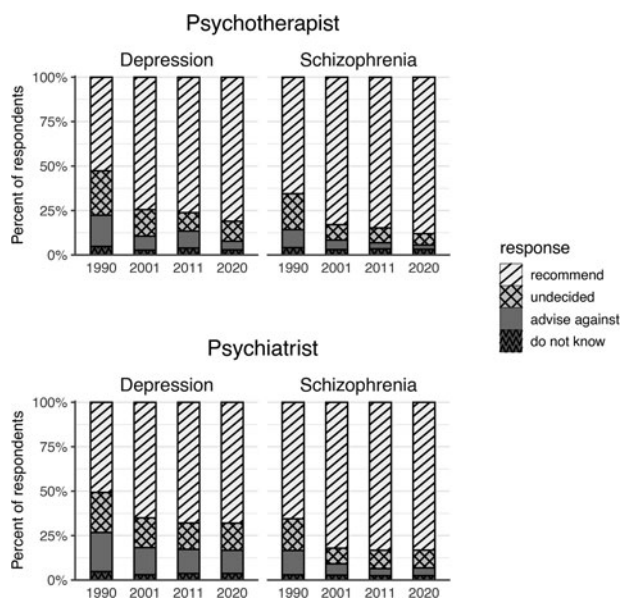 Psychotherapist
Depression Schizophrenia
Percent of respondents
100%
75%
50%
25%
0%
1990 2001 2011 2020 1990 2001 2011 2020
response
recommend
undecided
advise against
do not know
Psychiatrist
Depression Schizophrenia
Percent of respondents
100%
75%
50%
25%
0%
1990 2001 2011 2020 1990 2001 2011 2020